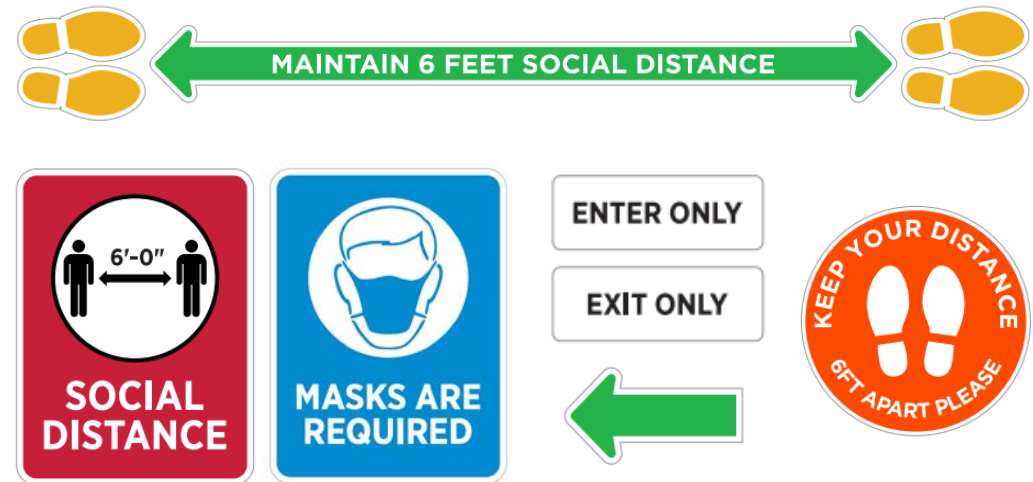 MAINTAIN 6 FEET SOCIAL DISTANCE
6'-0"
SOCIAL
DISTANCE
MASKS ARE
REQUIRED
ENTER ONLY
EXIT ONLY
KEEP YOUR DISTANCE
6FT APART PLEASE